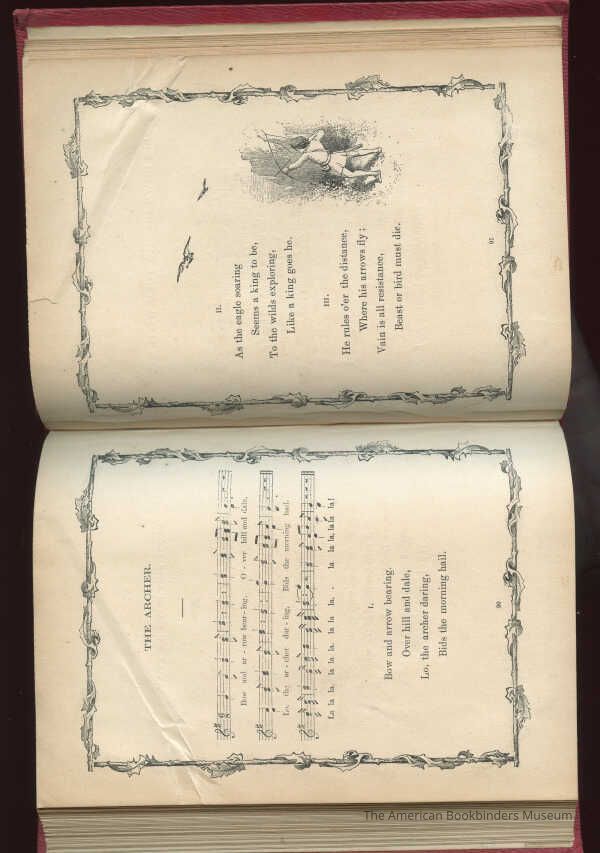 THE ARCHER.
Bow and ar - row bear - ing, O - ver hill and dale,
Lo, the ar - cher dar - ing, Bids the morning hail.
La la la, la la la, la la, . la la, la, la la la!
I.
Bow and arrow bearing,
Over hill and dale,
Lo, the archer daring,
Bids the morning hail.
90
II.
As the eagle soaring
Seems a king to be,
To the wilds exploring,
Like a king goes he.
III.
He rules o'er the distance,
Where his arrows fly;
Vain is all resistance,
Beast or bird must die.
91
The American Bookbinders Museum